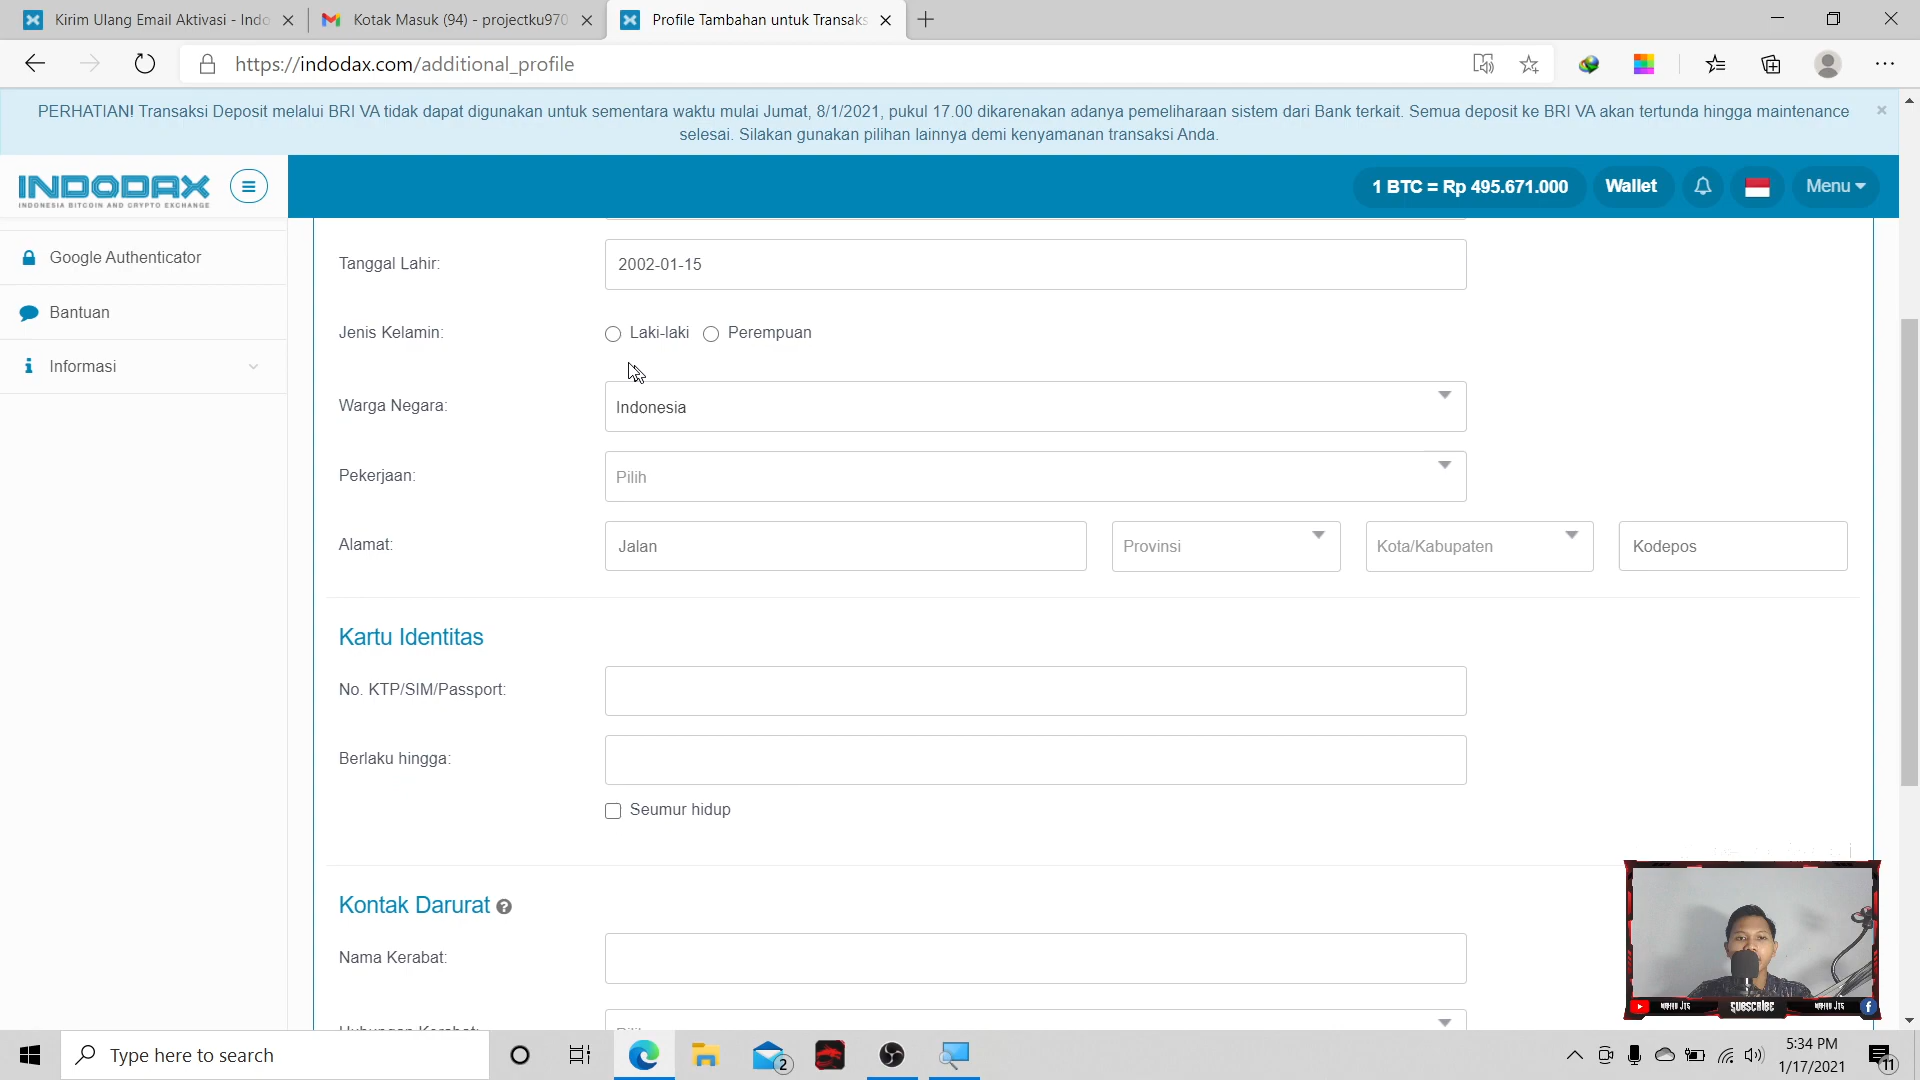 Kirim Ulang Email Aktivasi - Indo
Kotak Masuk (94) - projectku970
Profile Tambahan untuk Transaks
https://indodax.com/additional_profile
PERHATIAN! Transaksi Deposit melalui BRI VA tidak dapat digunakan untuk sementara waktu mulai Jumat, 8/1/2021, pukul 17.00 dikarenakan adanya pemeliharaan sistem dari Bank terkait. Semua deposit ke BRI VA akan tertunda hingga maintenance
selesai. Silakan gunakan pilihan lainnya demi kenyamanan transaksi Anda.
INDODAX
INDONESIA BITCOIN AND CRYPTO EXCHANGE
1 BTC = Rp 495.671.000
Wallet
Menu
Google Authenticator
Bantuan
Informasi
Tanggal Lahir:
2002-01-15
Jenis Kelamin:
Laki-laki
Perempuan
Warga Negara:
Indonesia
Pekerjaan:
Pilih
Alamat:
Jalan
Provinsi
Kota/Kabupaten
Kodepos
Kartu Identitas
No. KTP/SIM/Passport:
Berlaku hingga:
Seumur hidup
Kontak Darurat
Nama Kerabat:
Hubungan Kerabat:
Pilih
SUBSCRIBE
Type here to search
2
5:34 PM
1/17/2021
11